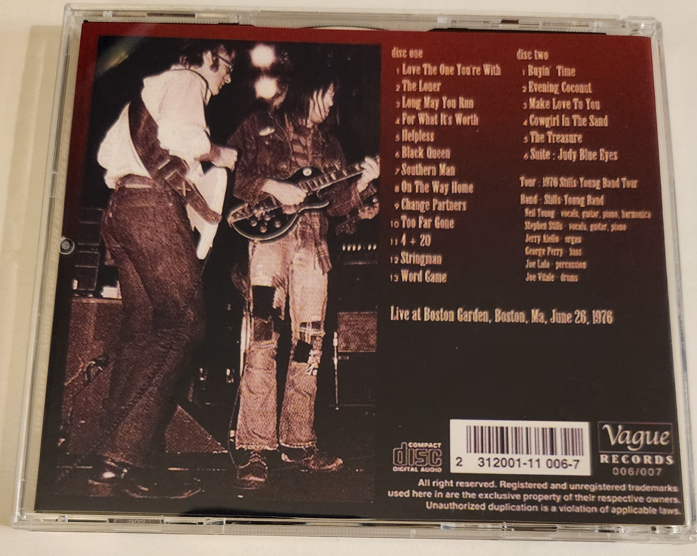 disc one
1 Love The One You're With
2 The Loner
3 Long May You Run
4 For What It's Worth
5 Helpless
6 Black Queen
7 Southern Man
8 On The Way Home
9 Change Partners
10 Too Far Gone
11 4 + 20
12 Stringman
13 Word Game
disc two
1 Buyin' Time
2 Evening Coconut
3 Make Love To You
4 Cowgirl In The Sand
5 The Treasure
6 Suite : Judy Blue Eyes
Tour : 1976 Stills-Young Band Tour
Band : Stills-Young Band
Neil Young - vocals, guitar, piano, harmonica
Stephen Stills - vocals, guitar, piano
Jerry Aiello - organ
George Perry - bass
Joe Lala - percussion
Joe Vitale - drums
Live at Boston Garden, Boston, Ma, June 26, 1976
COMPACT
disc
DIGITAL AUDIO
2 312001-11 006-7
Vague
RECORDS
006/007
All right reserved. Registered and unregistered trademarks
used here in are the exclusive property of their respective owners.
Unauthorized duplication is a violation of applicable laws.